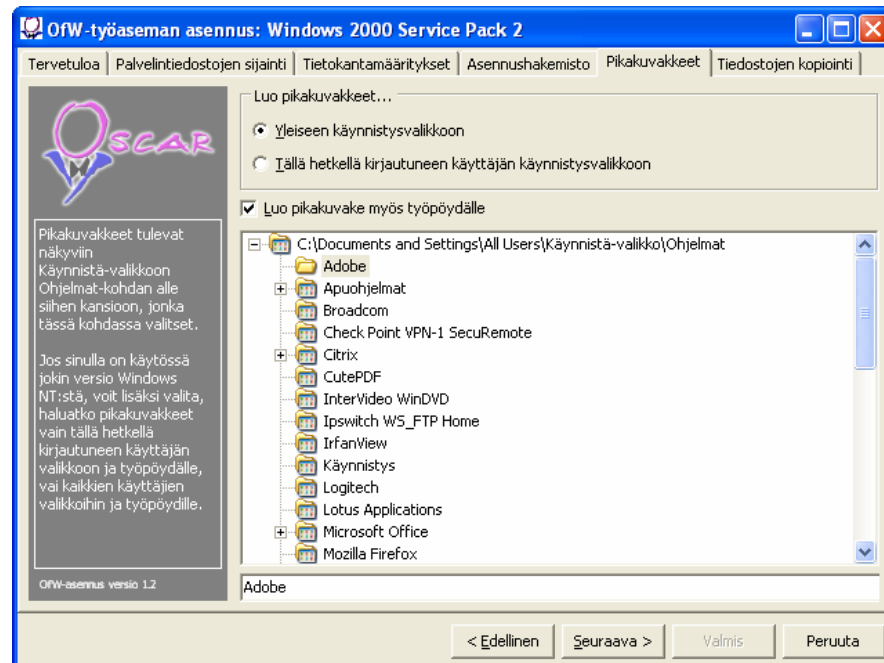 OfW-työaseman asennus: Windows 2000 Service Pack 2
Tervetuloa
Palvelintiedostojen sijainti
Tietokantamääritykset
Asennushakemisto
Pikakuvakkeet
Tiedostojen kopiointi
OSCAR
Pikakuvakkeet tulevat
näkyviin
Käynnistä-valikkoon
Ohjelmat-kohdan alle
siihen kansioon, jonka
tässä kohdassa valitset.
Jos sinulla on käytössä
jokin versio Windows
NT:stä, voit lisäksi valita,
haluatko pikakuvakkeet
vain tällä hetkellä
kirjautuneen käyttäjän
valikkoon ja työpöydälle,
vai kaikkien käyttäjien
valikkoihin ja työpöydille.
OfW-asennus versio 1.2
Luo pikakuvakkeet...
Yleiseen käynnistysvalikkoon
Tällä hetkellä kirjautuneen käyttäjän käynnistysvalikkoon
Luo pikakuvake myös työpöydälle
C:\Documents and Settings\All Users\Käynnistä-valikko\Ohjelmat
Adobe
Apuohjelmat
Broadcom
Check Point VPN-1 SecuRemote
Citrix
CutePDF
InterVideo WinDVD
Ipswitch WS_FTP Home
IrfanView
Käynnistys
Logitech
Lotus Applications
Microsoft Office
Mozilla Firefox
Adobe
< Edellinen
Seuraava >
Valmis
Peruuta